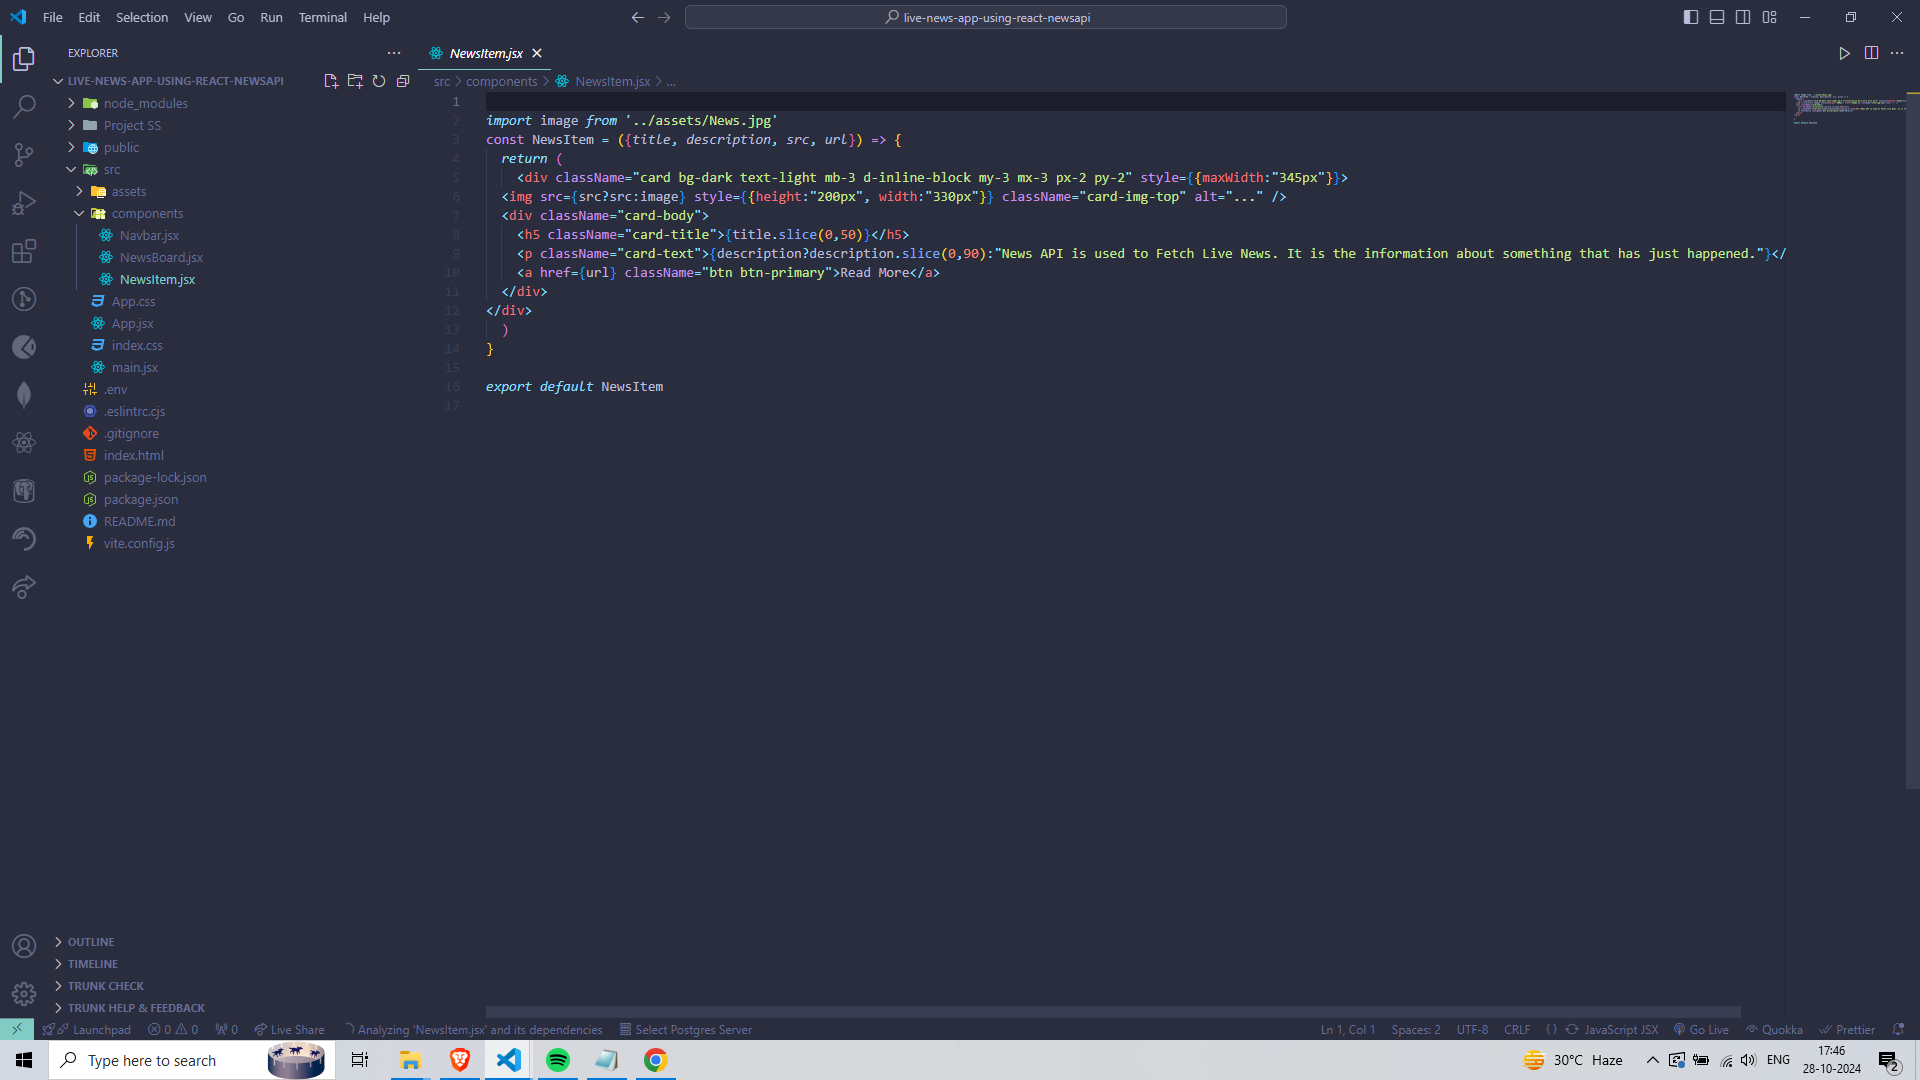 File Edit Selection View Go Run Terminal Help
live-news-app-using-react-newsapi
EXPLORER
LIVE-NEWS-APP-USING-REACT-NEWSAPI
node_modules
Project SS
public
src
assets
components
Navbar.jsx
NewsBoard.jsx
NewsItem.jsx
App.css
App.jsx
index.css
main.jsx
.env
.eslintrc.cjs
.gitignore
index.html
package-lock.json
package.json
README.md
vite.config.js
OUTLINE
TIMELINE
TRUNK CHECK
TRUNK HELP & FEEDBACK
NewsItem.jsx
src > components > NewsItem.jsx > ...
1
2 import image from '../assets/News.jpg'
3 const NewsItem = ({title, description, src, url}) => {
4 return (
5 <div className="card bg-dark text-light mb-3 d-inline-block my-3 mx-3 px-2 py-2" style={{maxWidth:"345px"}}>
6 <img src={src?src:image} style={{height:"200px", width:"330px"}} className="card-img-top" alt="..." />
7 <div className="card-body">
8 <h5 className="card-title">{title.slice(0,50)}</h5>
9 <p className="card-text">{description?description.slice(0,90):"News API is used to Fetch Live News. It is the information about something that has just happened."}</
10 <a href={url} className="btn btn-primary">Read More</a>
11 </div>
12 </div>
13 )
14 }
15
16 export default NewsItem
17
Launchpad 0 0 0 Live Share Analyzing 'NewsItem.jsx' and its dependencies Select Postgres Server Ln 1, Col 1 Spaces: 2 UTF-8 CRLF {} JavaScript JSX Go Live Quokka Prettier
Type here to search 30°C Haze ENG 17:46
28-10-2024 2